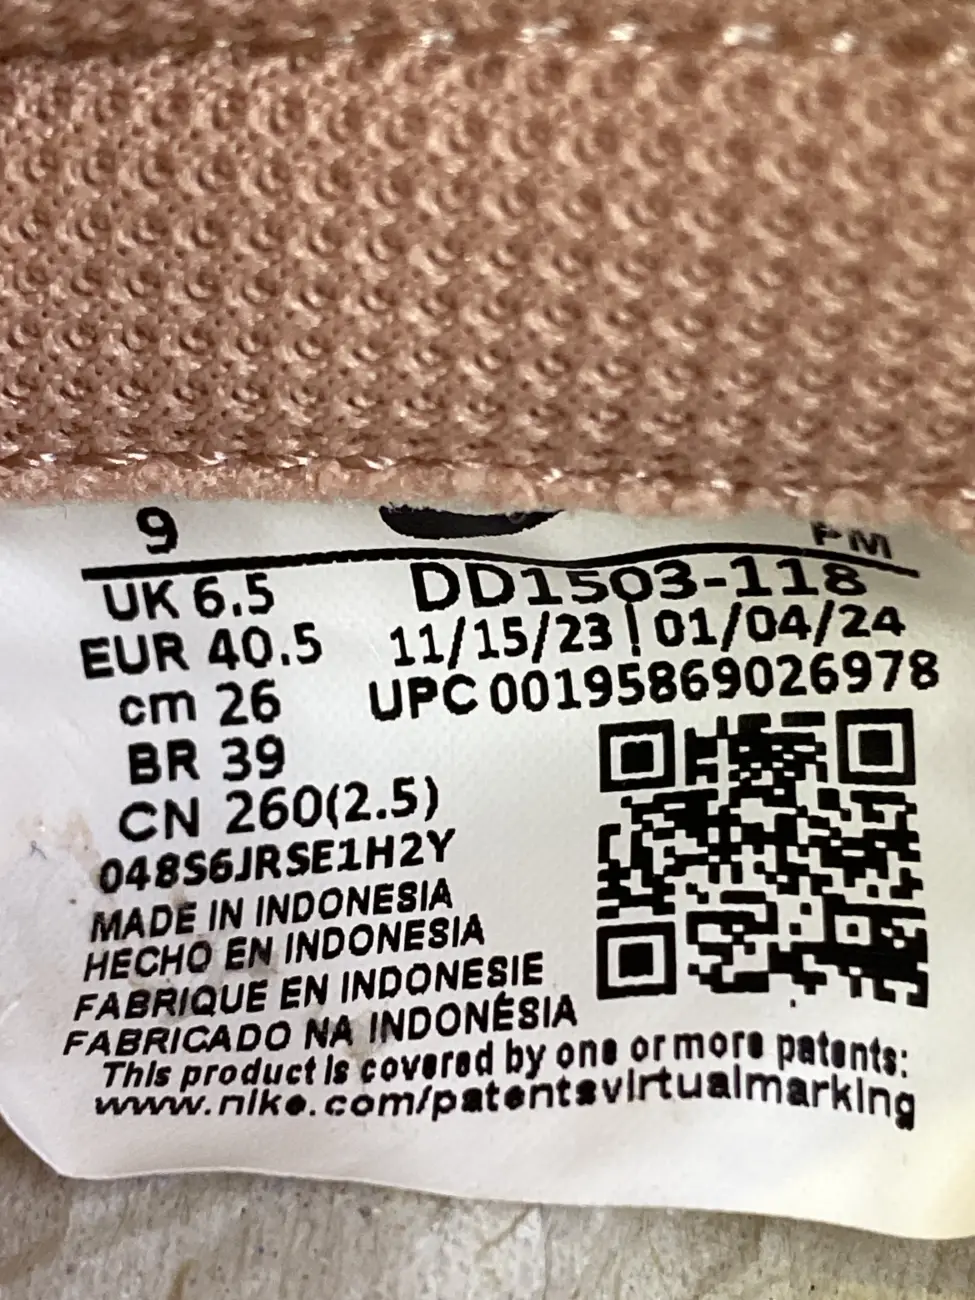 9
PM
UK 6.5
DD1503-118
EUR 40.5
11/15/23 | 01/04/24
cm 26
UPC 00195869026978
BR 39
CN 260(2.5)
048S6JRSE1H2Y
MADE IN INDONESIA
HECHO EN INDONESIA
FABRIQUE EN INDONESIE
FABRICADO NA INDONÉSIA
This product is covered by one or more patents:
www.nike.com/patentsvirtualmarking